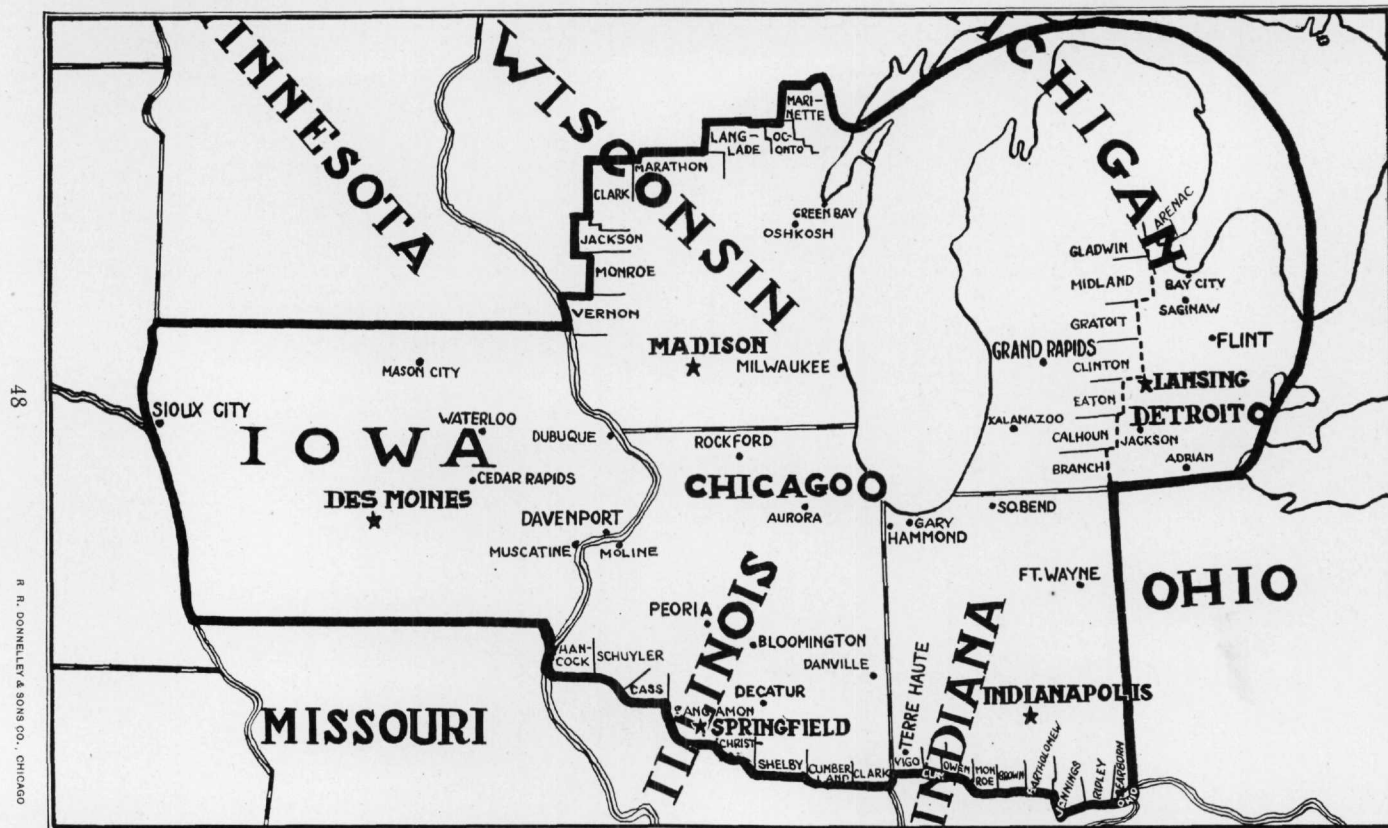 MINNESOTA
WISCONSIN
MICHIGAN
MARI-
NETTE
LANG-
LADE
OC-
ONTO
MARATHON
CLARK
JACKSON
MONROE
VERNON
GREEN BAY
OSHKOSH
MADISON
MILWAUKEE
ARENAC
GLADWIN
MIDLAND
BAY CITY
SAGINAW
GRATOIT
FLINT
GRAND RAPIDS
CLINTON
LANSING
EATON
DETROIT
KALANAZOO
CALHOUN
JACKSON
BRANCH
ADRIAN
MASON CITY
SIOUX CITY
WATERLOO
DUBUQUE
IOWA
CEDAR RAPIDS
DES MOINES
DAVENPORT
MUSCATINE
MOLINE
ROCKFORD
CHICAGO
AURORA
SO. BEND
GARY
HAMMOND
FT. WAYNE
OHIO
ILLINOIS
INDIANA
PEORIA
BLOOMINGTON
DANVILLE
HAN-
COCK
SCHUYLER
CASS
DECATUR
SANGAMON
SPRINGFIELD
CHRIST-
SHELBY
CUMBER
LAND
CLARK
TERRE HAUTE
INDIANAPOLIS
VIGO
CLAY
OWEN
MON
ROE
BROWN
BARTHOLOMEW
JENNINGS
RIPLEY
DEARBORN
OHIO
MISSOURI
48
R. R. DONNELLEY & SONS CO., CHICAGO